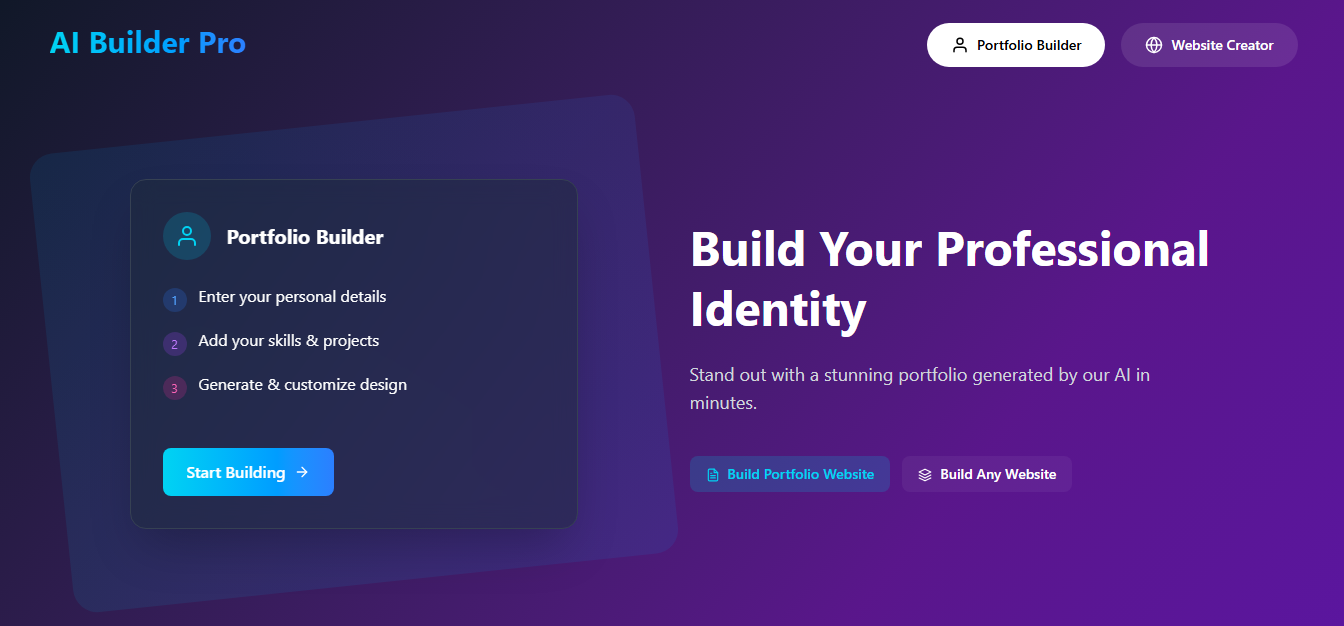 AI Builder Pro
Portfolio Builder
Website Creator
Portfolio Builder
1 Enter your personal details
2 Add your skills & projects
3 Generate & customize design
Start Building →
Build Your Professional
Identity
Stand out with a stunning portfolio generated by our AI in
minutes.
Build Portfolio Website
Build Any Website